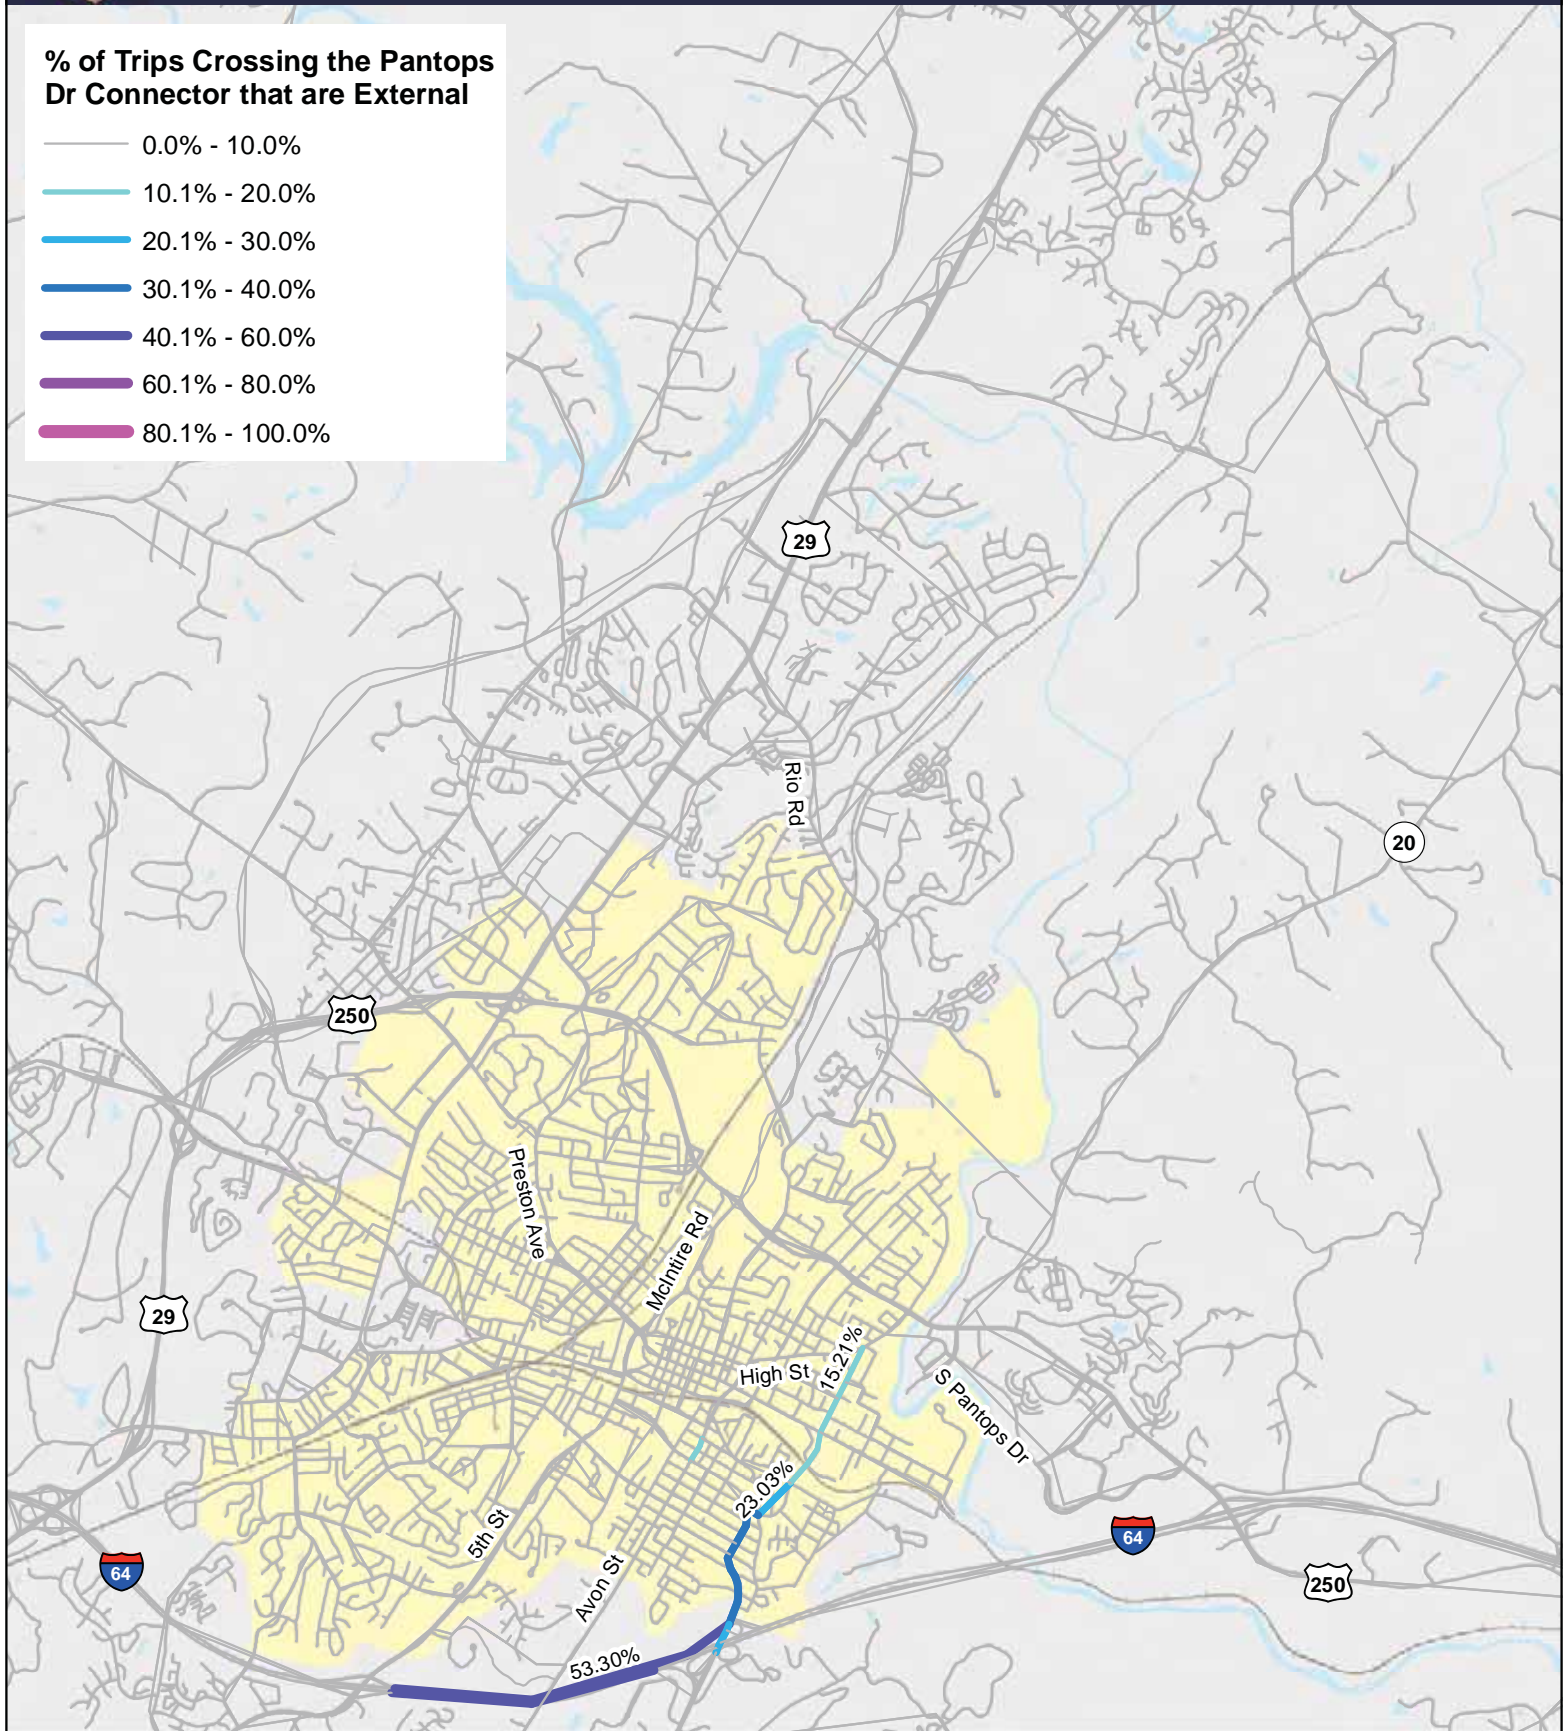 % of Trips Crossing the Pantops
Dr Connector that are External
0.0% - 10.0%
10.1% - 20.0%
20.1% - 30.0%
30.1% - 40.0%
40.1% - 60.0%
60.1% - 80.0%
80.1% - 100.0%
29
Rio Rd
20
250
Preston Ave
McIntire Rd
29
High St
15.21%
S Pantops Dr
23.03%
5th St
64
64
Avon St
250
53.30%